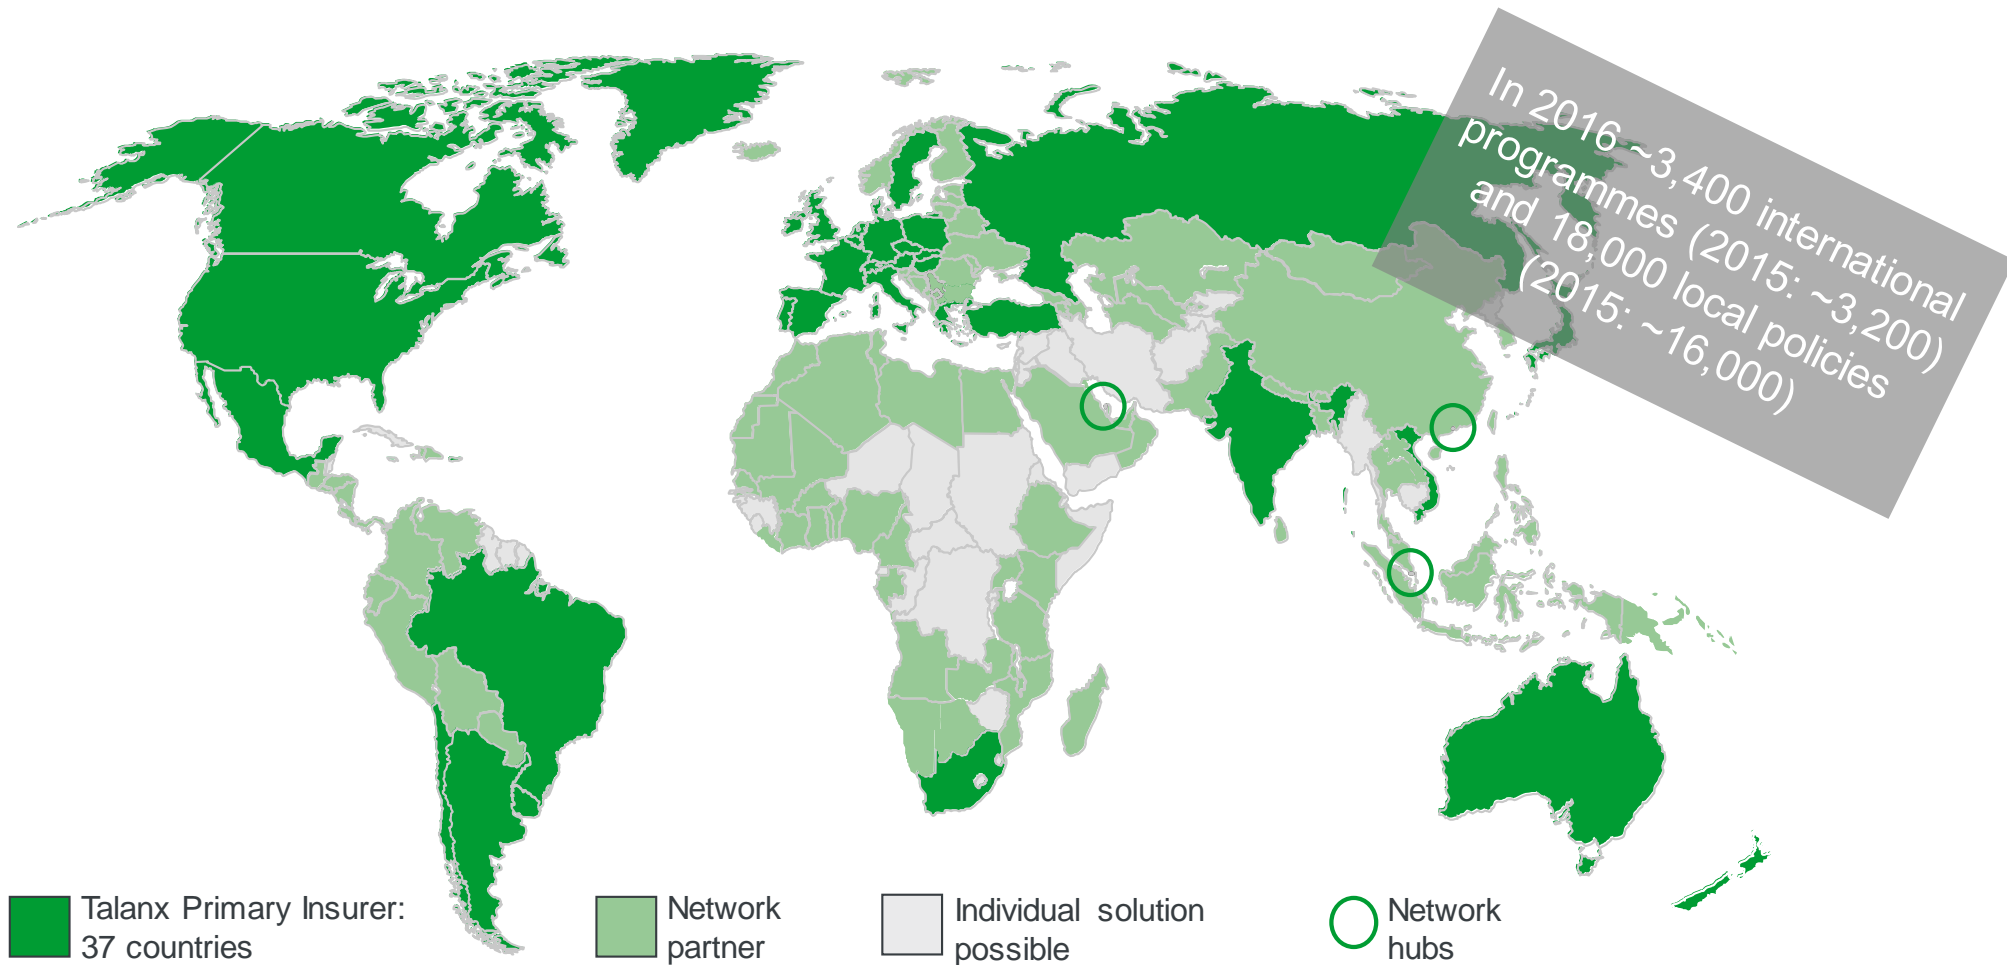 In 2016 ~3,400 international
programmes (2015: ~3,200)
and 18,000 local policies
(2015: ~16,000)
Talanx Primary Insurer:
37 countries
Network
partner
Individual solution
possible
Network
hubs